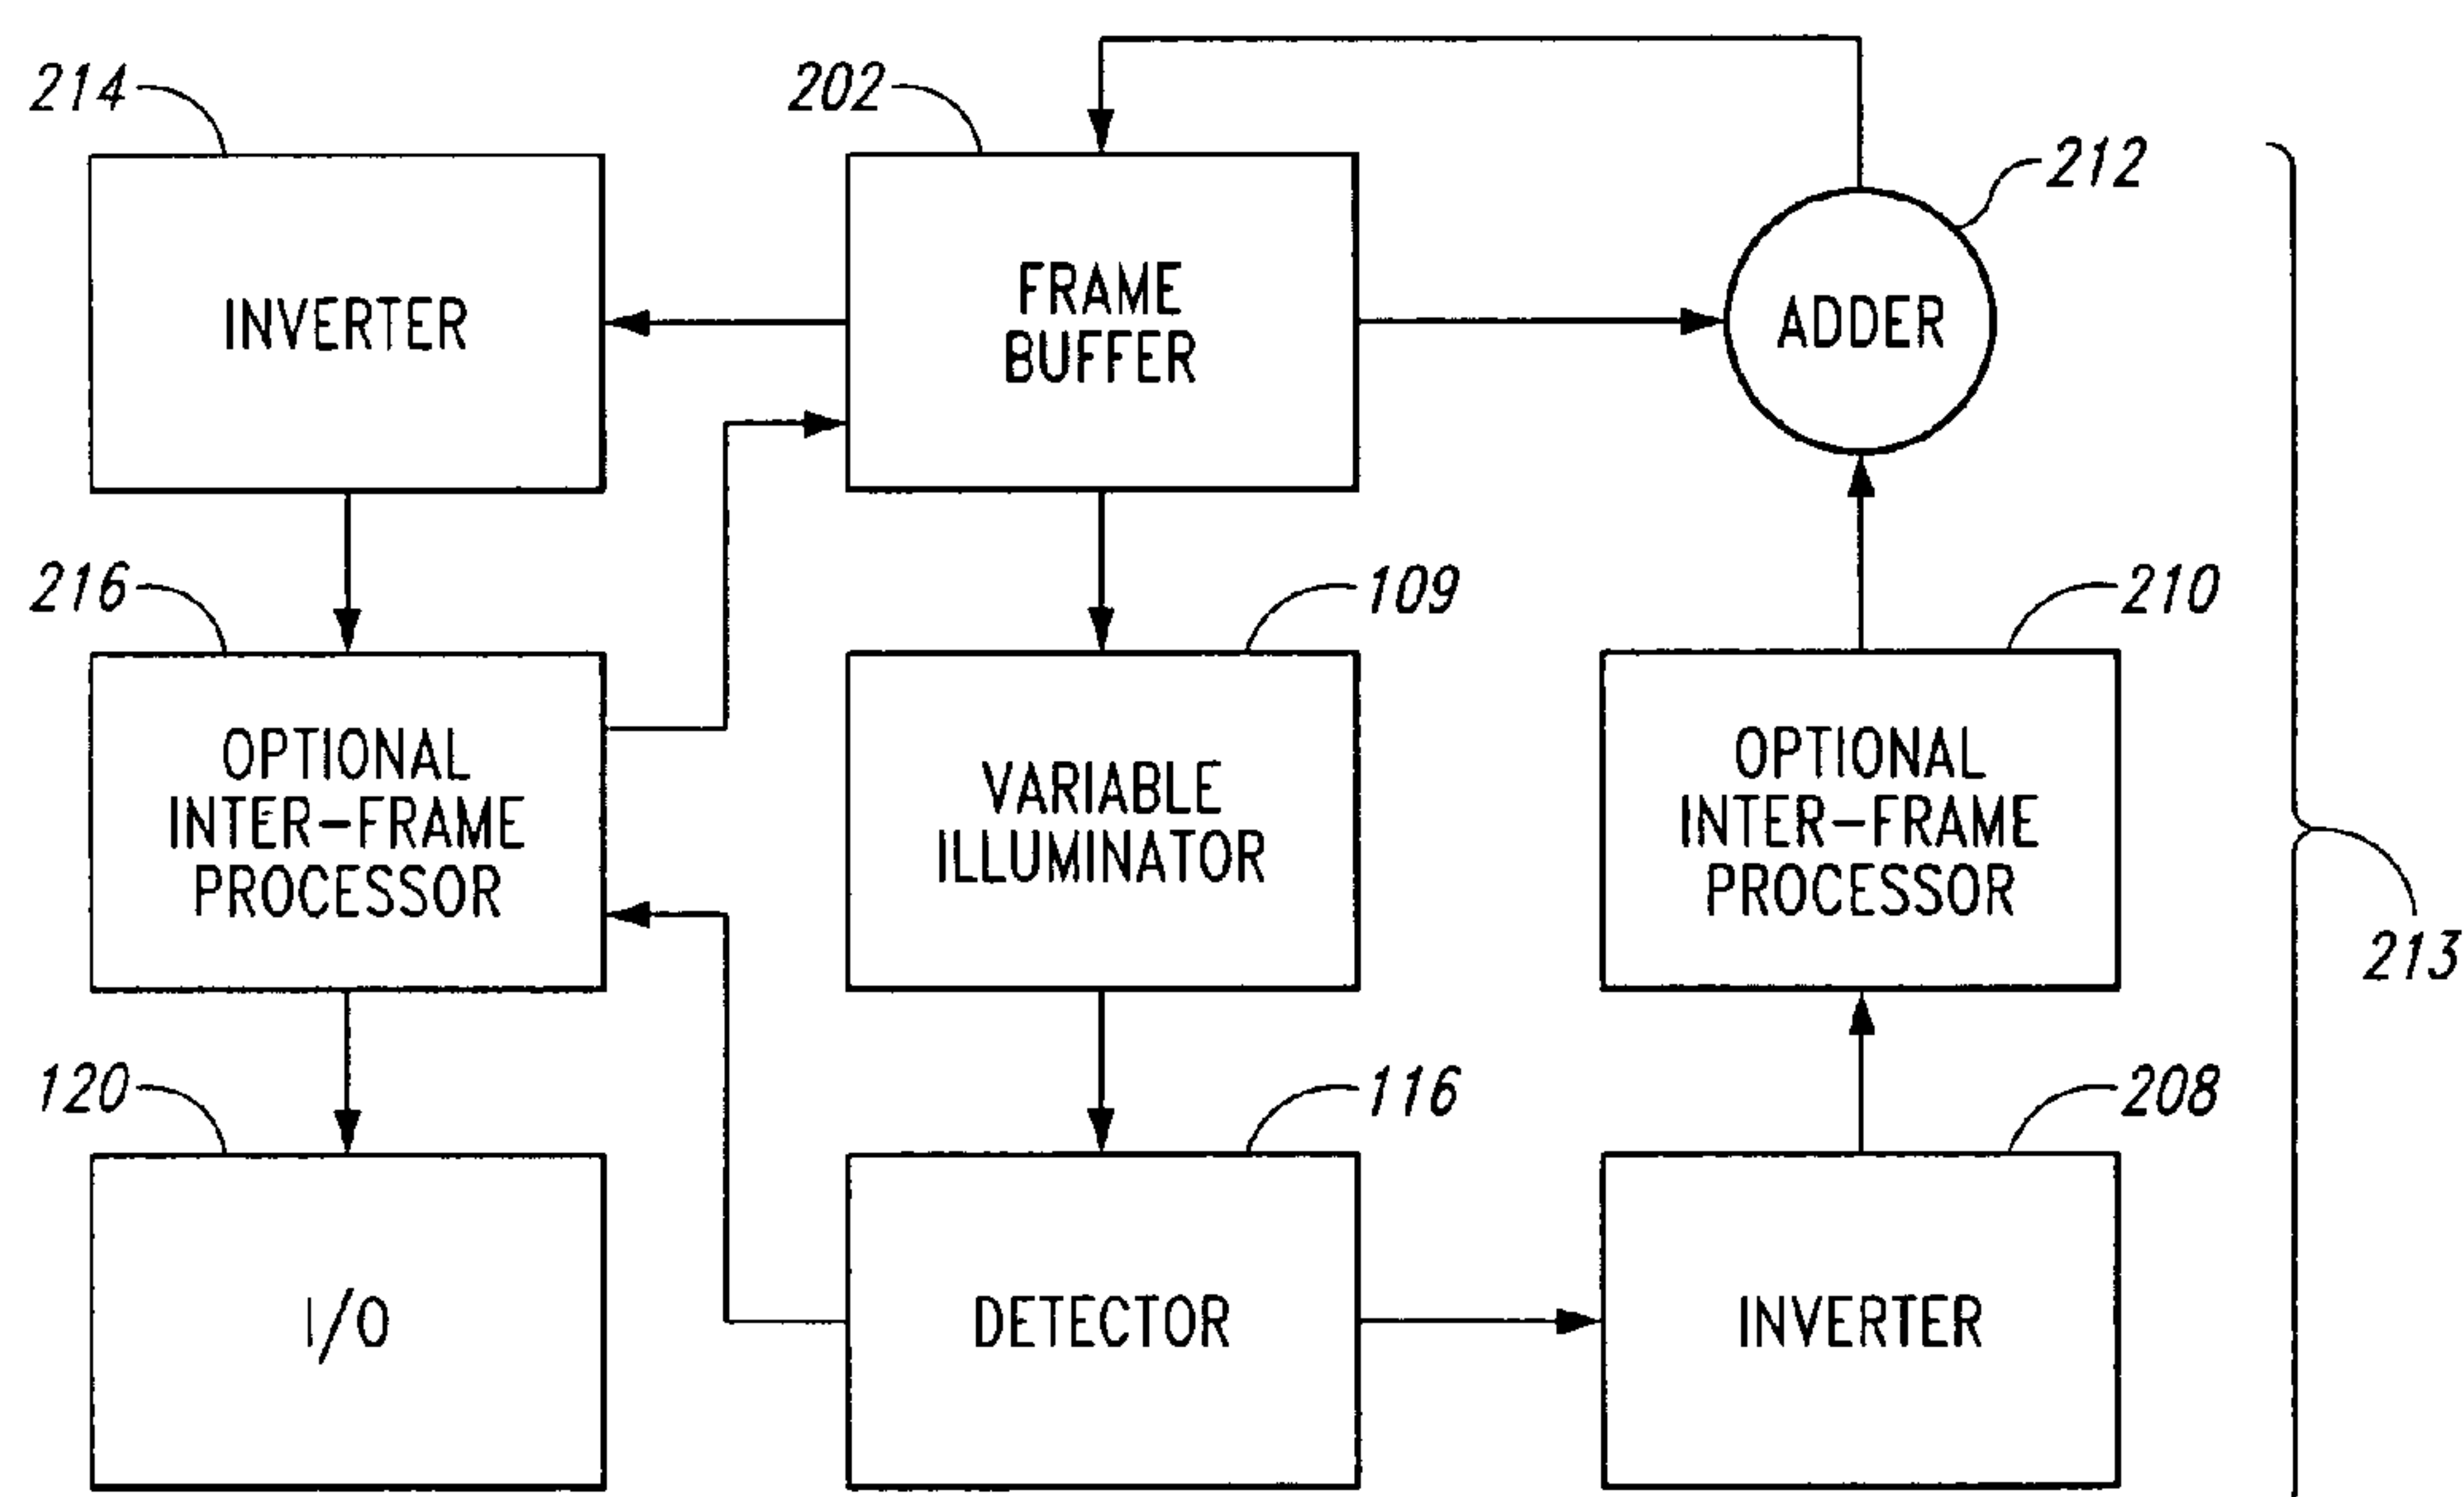 214
202
212
INVERTER
FRAME
BUFFER
ADDER
216
109
210
OPTIONAL
INTER-FRAME
PROCESSOR
VARIABLE
ILLUMINATOR
OPTIONAL
INTER-FRAME
PROCESSOR
213
120
116
208
I/O
DETECTOR
INVERTER